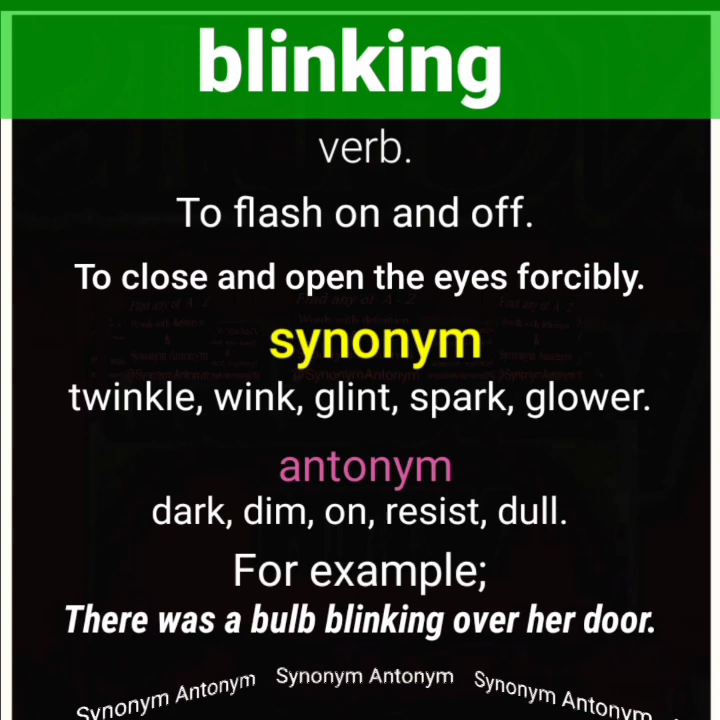 blinking
verb.
To flash on and off.
To close and open the eyes forcibly.
synonym
twinkle, wink, glint, spark, glower.
antonym
dark, dim, on, resist, dull.
For example;
There was a bulb blinking over her door.
Synonym Antonym Synonym Antonym Synonym Antonym